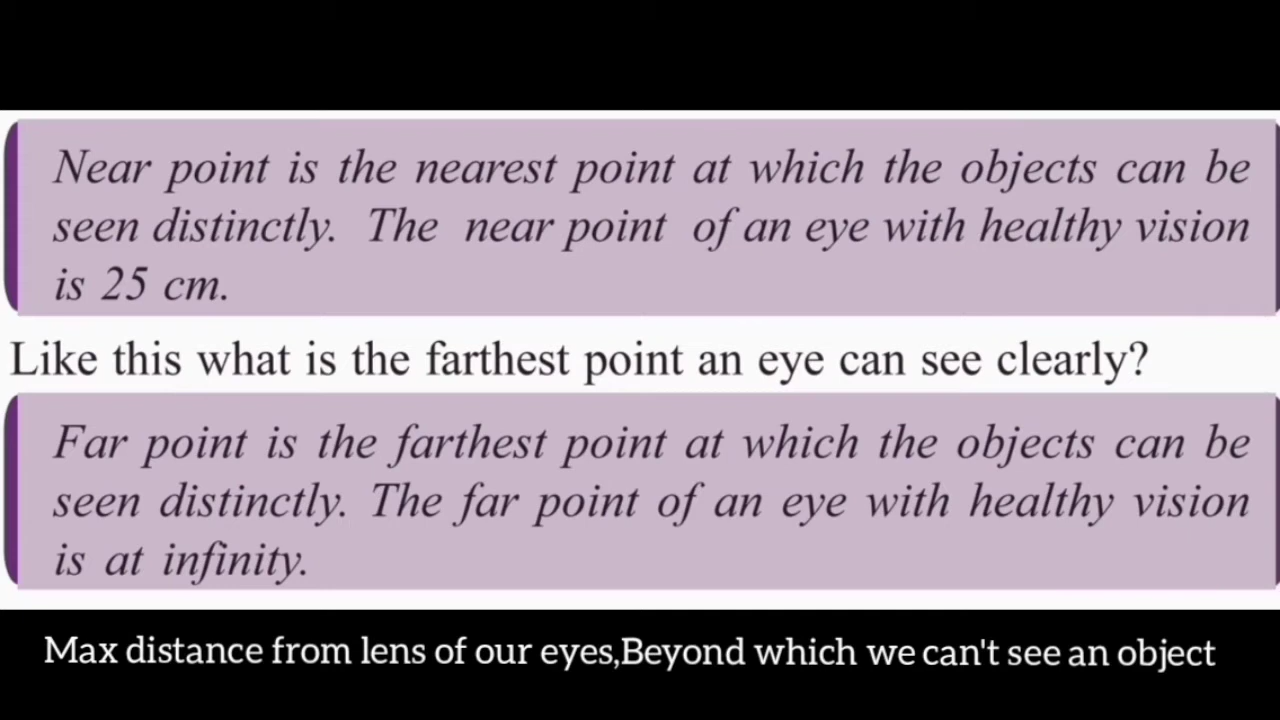 Near point is the nearest point at which the objects can be
seen distinctly. The near point of an eye with healthy vision
is 25 cm.
Like this what is the farthest point an eye can see clearly?
Far point is the farthest point at which the objects can be
seen distinctly. The far point of an eye with healthy vision
is at infinity.
Max distance from lens of our eyes,Beyond which we can't see an object